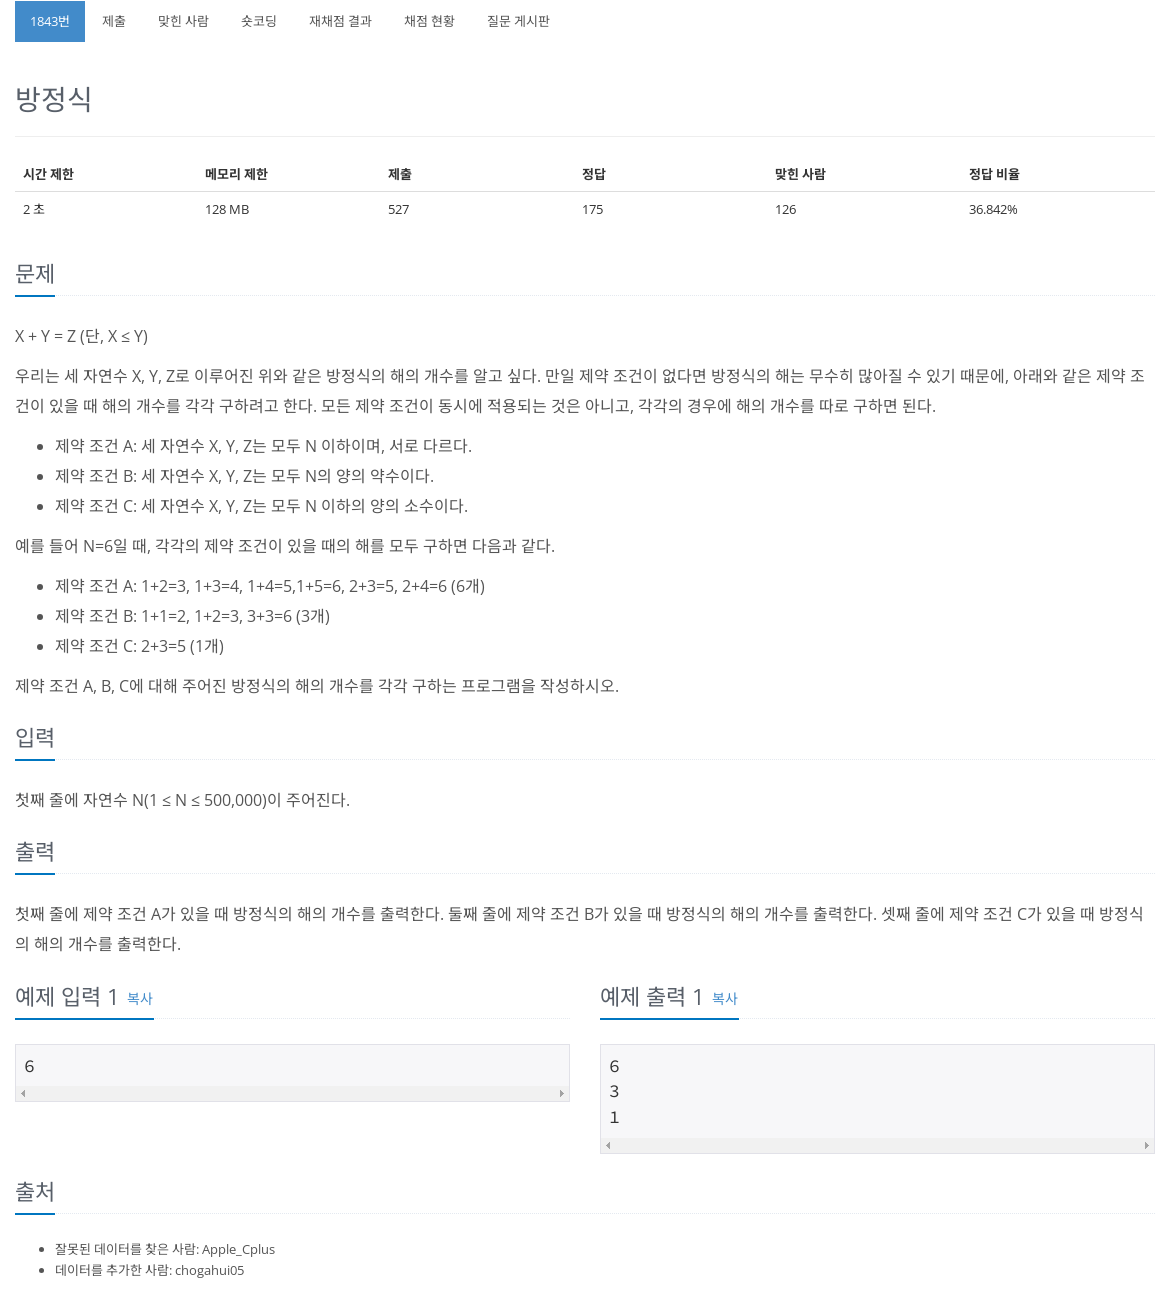 1843번 제출 맞힌 사람 숏코딩 재채점 결과 채점 현황 질문 게시판
방정식
시간 제한 메모리 제한 제출 정답 맞힌 사람 정답 비율
2 초 128 MB 527 175 126 36.842%
문제
X + Y = Z (단, X ≤ Y)
우리는 세 자연수 X, Y, Z로 이루어진 위와 같은 방정식의 해의 개수를 알고 싶다. 만일 제약 조건이 없다면 방정식의 해는 무수히 많아질 수 있기 때문에, 아래와 같은 제약 조
건이 있을 때 해의 개수를 각각 구하려고 한다. 모든 제약 조건이 동시에 적용되는 것은 아니고, 각각의 경우에 해의 개수를 따로 구하면 된다.
• 제약 조건 A: 세 자연수 X, Y, Z는 모두 N 이하이며, 서로 다르다.
• 제약 조건 B: 세 자연수 X, Y, Z는 모두 N의 양의 약수이다.
• 제약 조건 C: 세 자연수 X, Y, Z는 모두 N 이하의 양의 소수이다.
예를 들어 N=6일 때, 각각의 제약 조건이 있을 때의 해를 모두 구하면 다음과 같다.
• 제약 조건 A: 1+2=3, 1+3=4, 1+4=5,1+5=6, 2+3=5, 2+4=6 (6개)
• 제약 조건 B: 1+1=2, 1+2=3, 3+3=6 (3개)
• 제약 조건 C: 2+3=5 (1개)
제약 조건 A, B, C에 대해 주어진 방정식의 해의 개수를 각각 구하는 프로그램을 작성하시오.
입력
첫째 줄에 자연수 N(1 ≤ N ≤ 500,000)이 주어진다.
출력
첫째 줄에 제약 조건 A가 있을 때 방정식의 해의 개수를 출력한다. 둘째 줄에 제약 조건 B가 있을 때 방정식의 해의 개수를 출력한다. 셋째 줄에 제약 조건 C가 있을 때 방정식
의 해의 개수를 출력한다.
예제 입력 1 복사
6
예제 출력 1 복사
6
3
1
출처
• 잘못된 데이터를 찾은 사람: Apple_Cplus
• 데이터를 추가한 사람: chogahui05